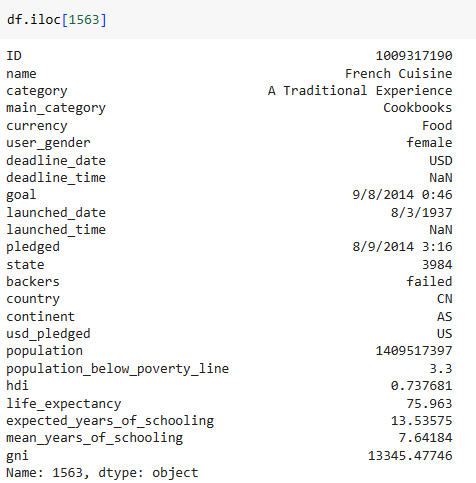 df.iloc[1563]
ID 1009317190
name French Cuisine
category A Traditional Experience
main_category Cookbooks
currency Food
user_gender female
deadline_date USD
deadline_time NaN
goal 9/8/2014 0:46
launched_date 8/3/1937
launched_time NaN
pledged 8/9/2014 3:16
state 3984
backers failed
country CN
continent AS
usd_pledged US
population 1409517397
population_below_poverty_line 3.3
hdi 0.737681
life_expectancy 75.963
expected_years_of_schooling 13.53575
mean_years_of_schooling 7.64184
gni 13345.47746
Name: 1563, dtype: object